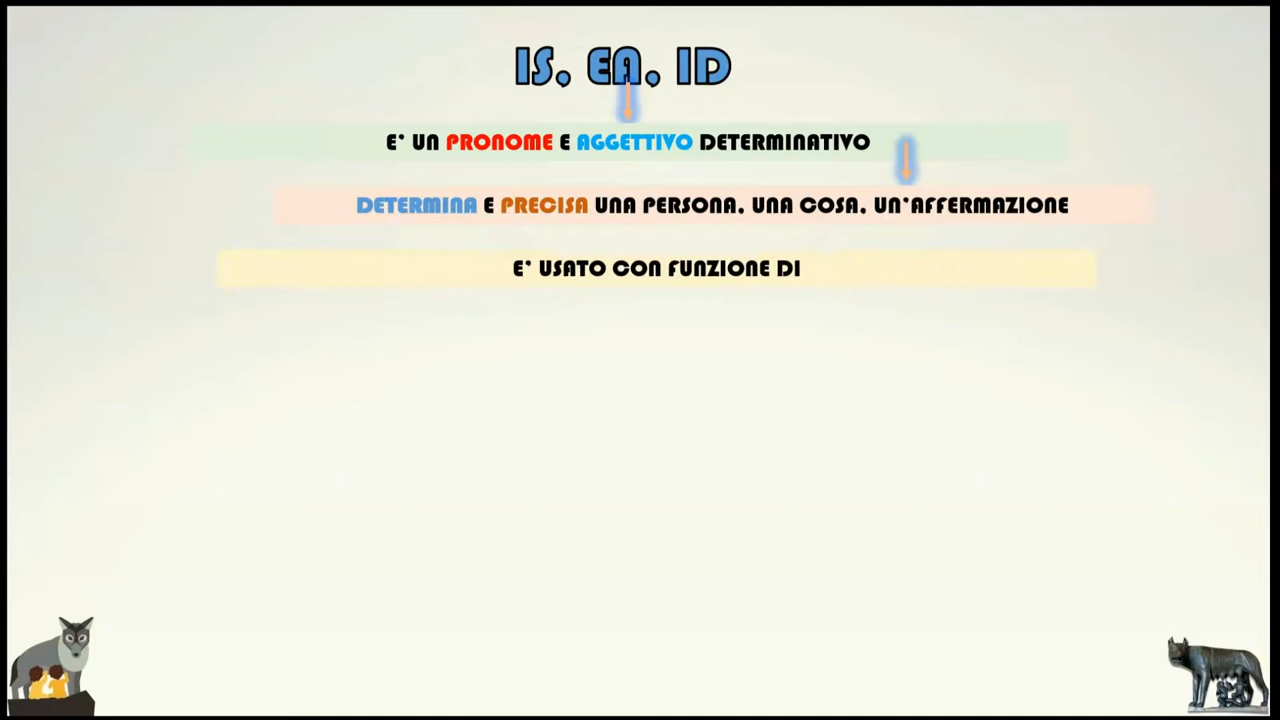 IS, EA, ID
E' UN PRONOME E AGGETTIVO DETERMINATIVO
DETERMINA E PRECISA UNA PERSONA, UNA COSA, UN'AFFERMAZIONE
E' USATO CON FUNZIONE DI